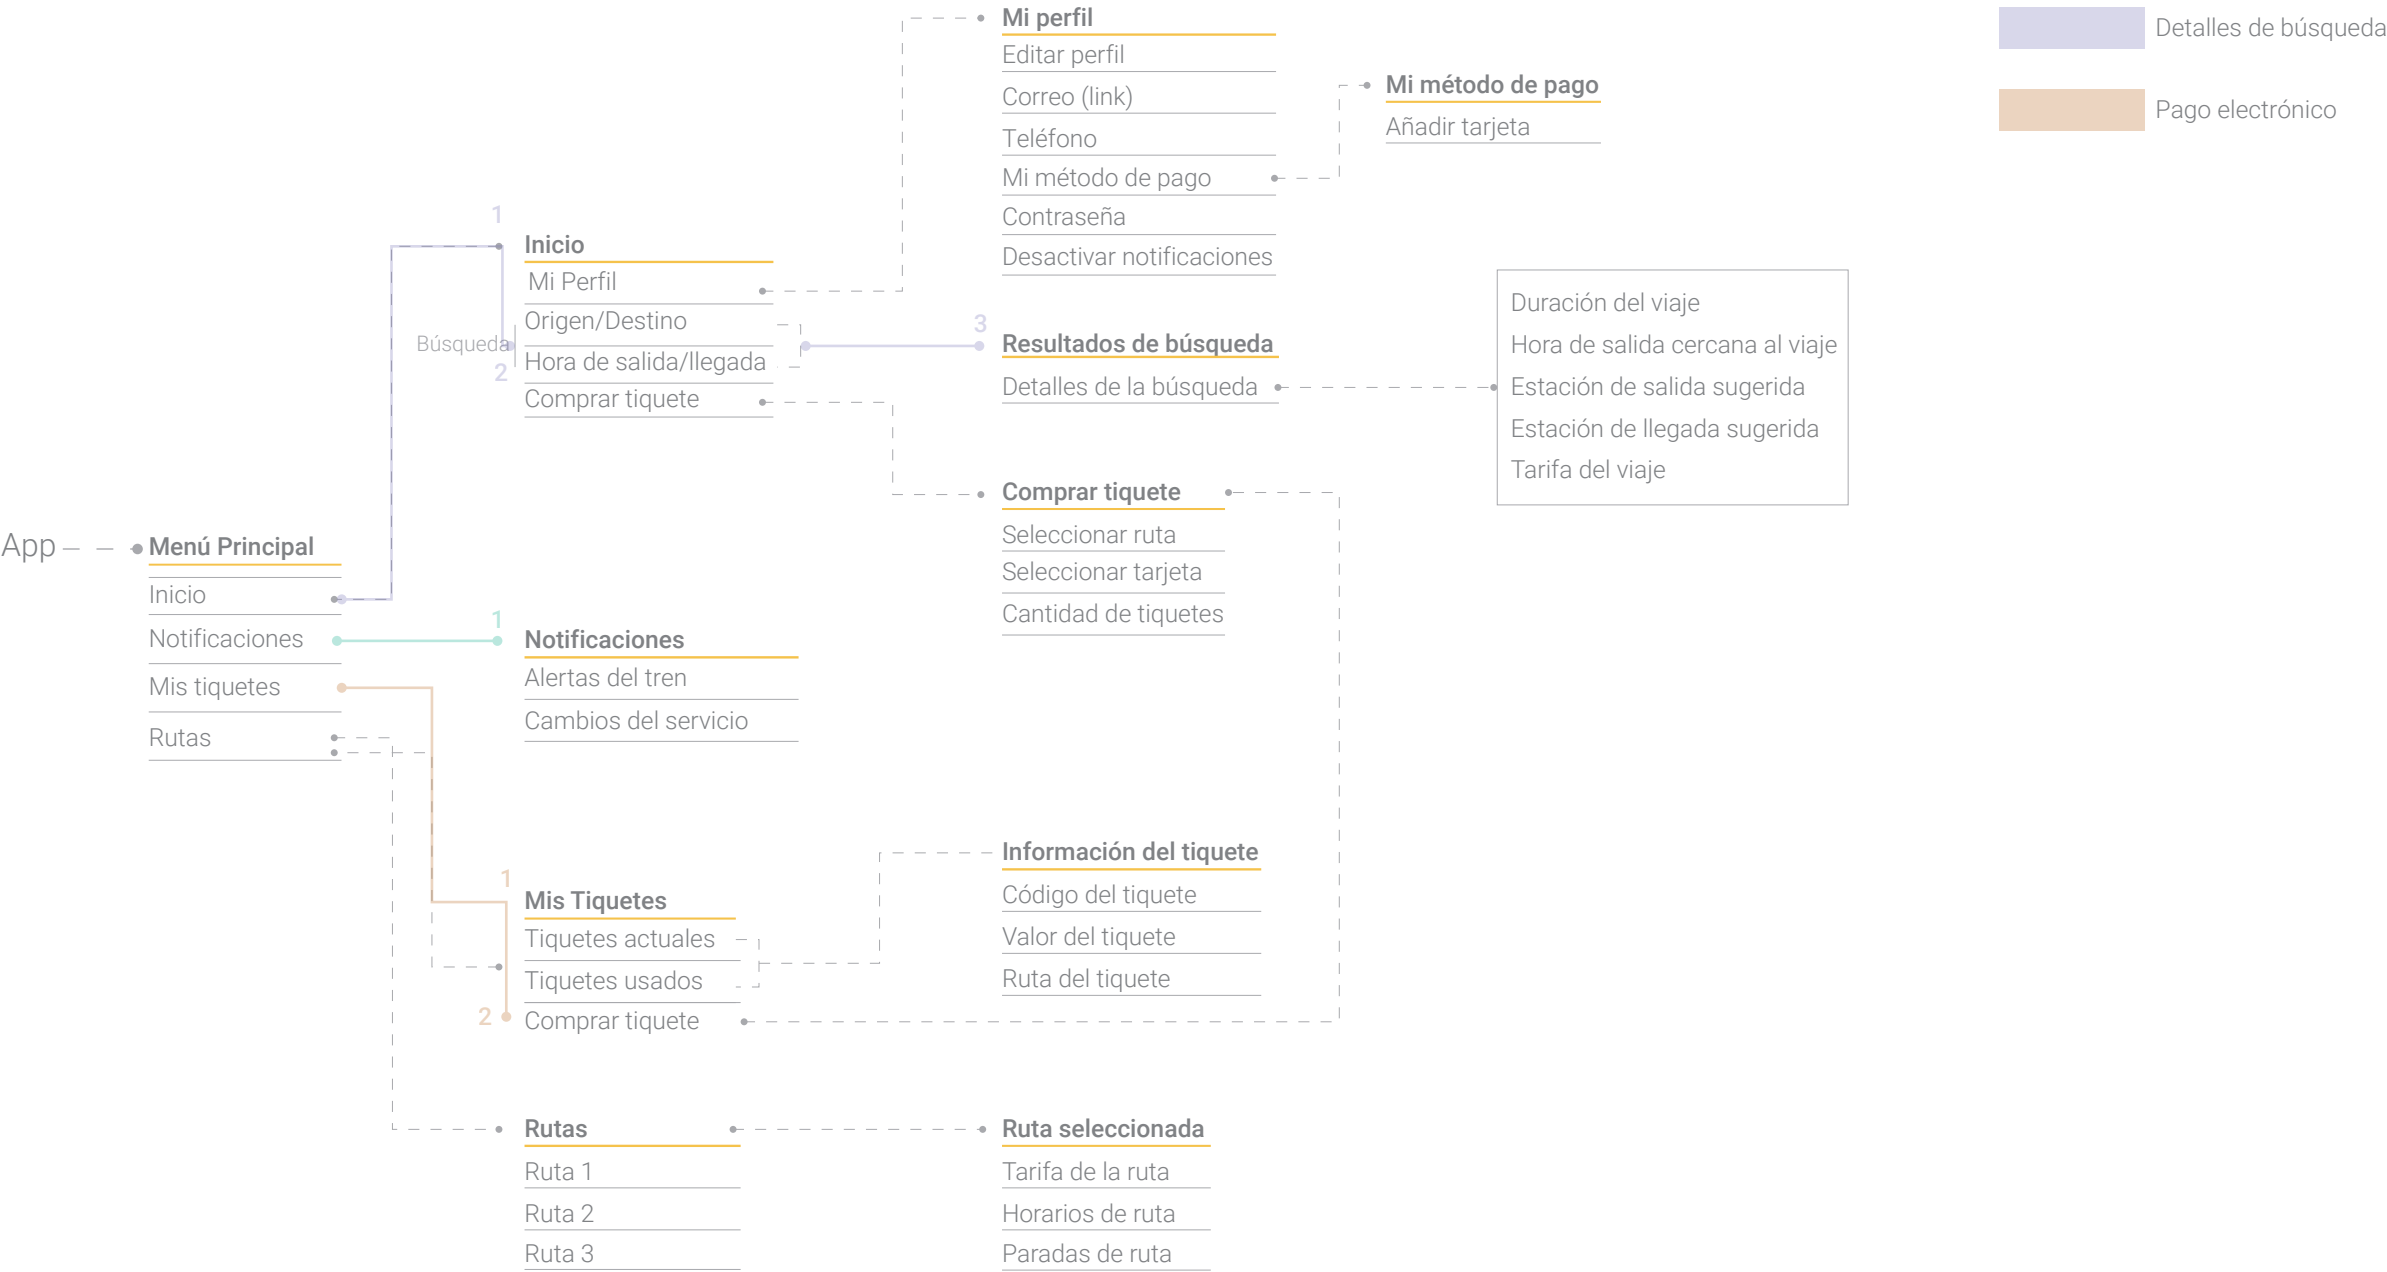 App
Menú Principal
Inicio
Notificaciones
Mis tiquetes
Rutas
1
Inicio
Mi Perfil
Búsqueda
Origen/Destino
Hora de salida/llegada
2
Comprar tiquete
1
Notificaciones
Alertas del tren
Cambios del servicio
1
Mis Tiquetes
Tiquetes actuales
Tiquetes usados
2
Comprar tiquete
Rutas
Ruta 1
Ruta 2
Ruta 3
Mi perfil
Editar perfil
Correo (link)
Teléfono
Mi método de pago
Contraseña
Desactivar notificaciones
3
Resultados de búsqueda
Detalles de la búsqueda
Comprar tiquete
Seleccionar ruta
Seleccionar tarjeta
Cantidad de tiquetes
Información del tiquete
Código del tiquete
Valor del tiquete
Ruta del tiquete
Ruta seleccionada
Tarifa de la ruta
Horarios de ruta
Paradas de ruta
Mi método de pago
Añadir tarjeta
Duración del viaje
Hora de salida cercana al viaje
Estación de salida sugerida
Estación de llegada sugerida
Tarifa del viaje
Detalles de búsqueda
Pago electrónico